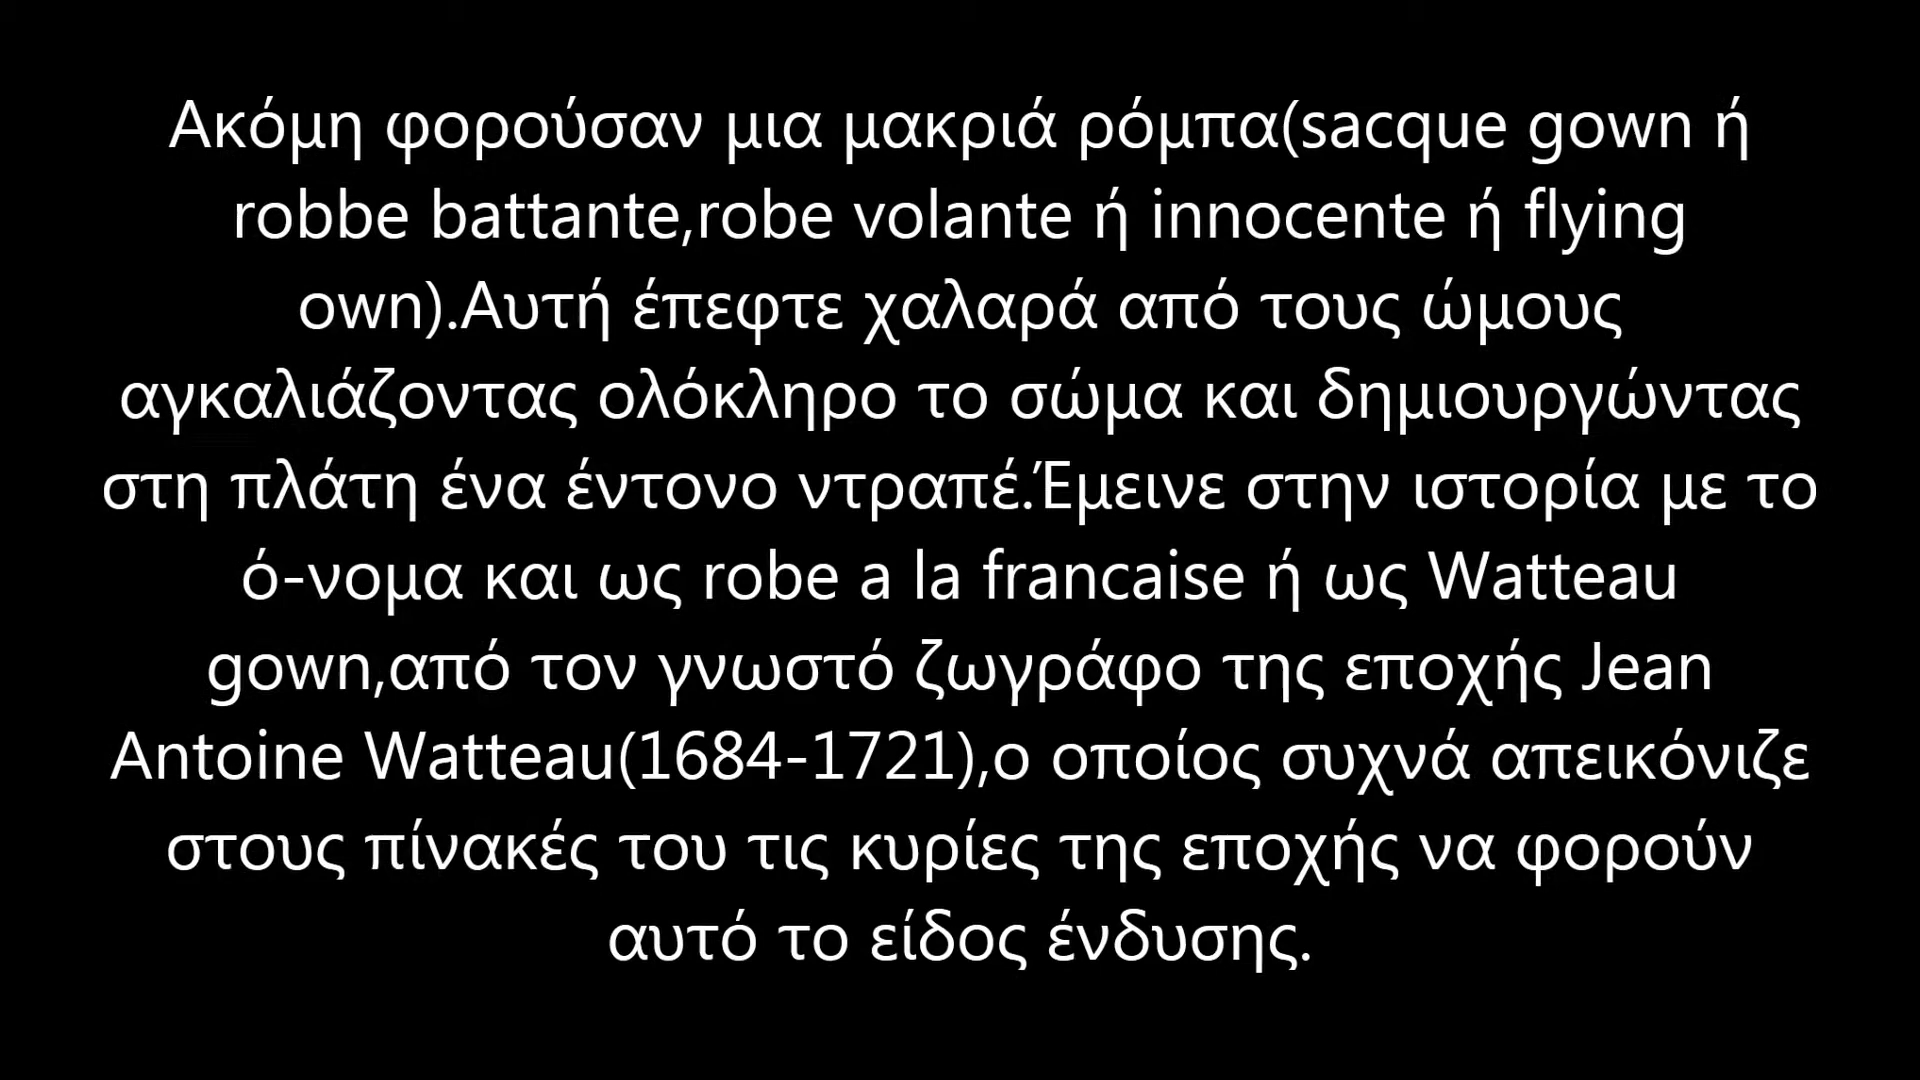 Ακόμη φορούσαν μια μακριά ρόμπα(sacque gown ή
robbe battante,robe volante ή innocente ή flying
own).Αυτή έπεφτε χαλαρά από τους ώμους
αγκαλιάζοντας ολόκληρο το σώμα και δημιουργώντας
στη πλάτη ένα έντονο ντραπέ.Έμεινε στην ιστορία με το
ό-νομα και ως robe a la francaise ή ως Watteau
gown,από τον γνωστό ζωγράφο της εποχής Jean
Antoine Watteau(1684-1721),ο οποίος συχνά απεικόνιζε
στους πίνακές του τις κυρίες της εποχής να φορούν
αυτό το είδος ένδυσης.